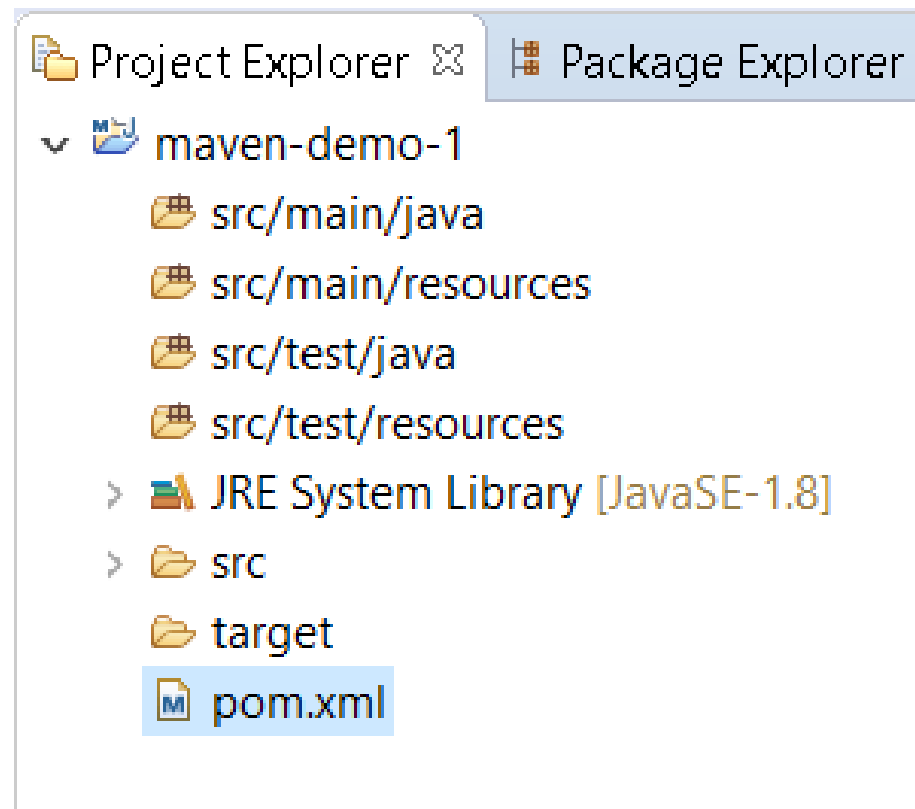 Project Explorer Package Explorer
maven-demo-1
src/main/java
src/main/resources
src/test/java
src/test/resources
JRE System Library [JavaSE-1.8]
src
target
pom.xml